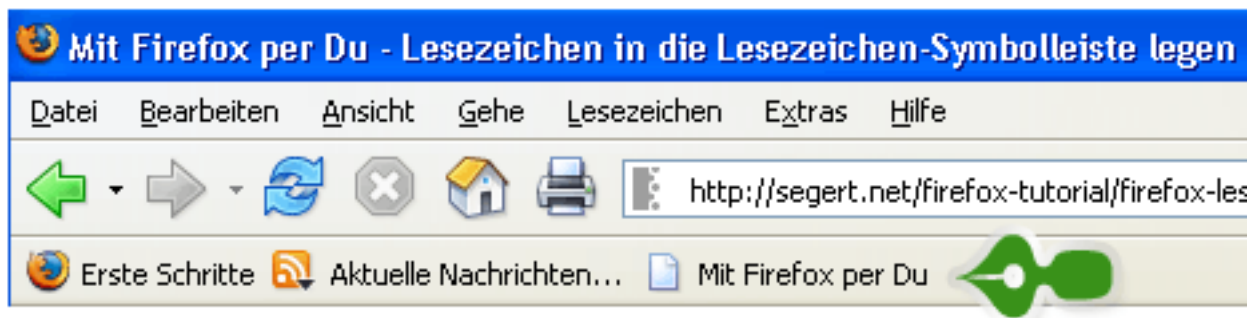 Mit Firefox per Du - Lesezeichen in die Lesezeichen-Symbolleiste legen
Datei Bearbeiten Ansicht Gehe Lesezeichen Extras Hilfe
http://segert.net/firefox-tutorial/firefox-les
Erste Schritte Aktuelle Nachrichten... Mit Firefox per Du